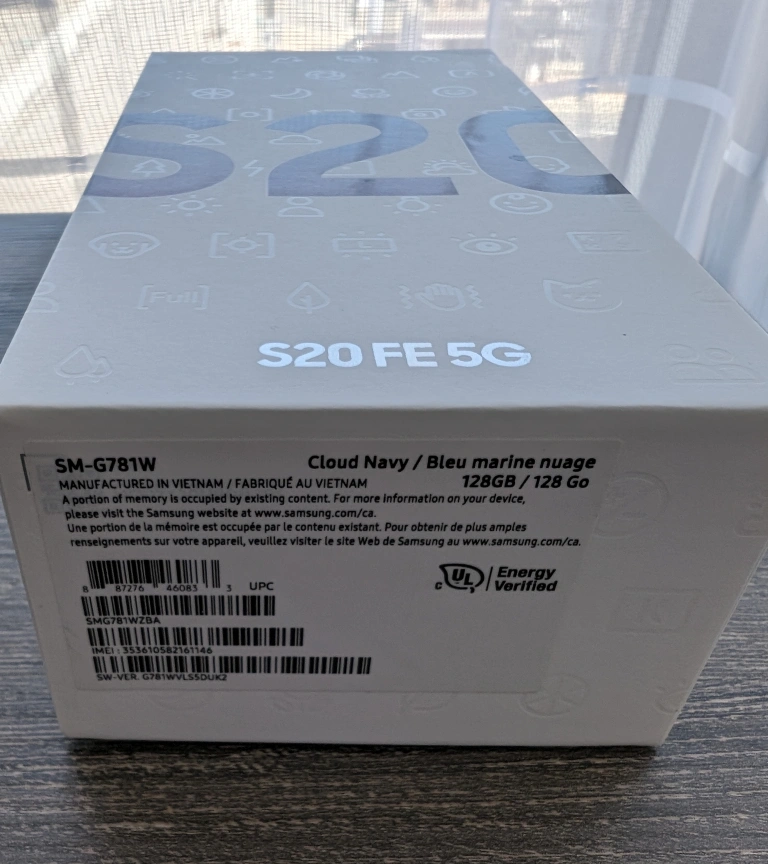 S20
[Full]
S20 FE 5G
SM-G781W
Cloud Navy / Bleu marine nuage
MANUFACTURED IN VIETNAM / FABRIQUÉ AU VIETNAM
128GB / 128 Go
A portion of memory is occupied by existing content. For more information on your device,
please visit the Samsung website at www.samsung.com/ca.
Une portion de la mémoire est occupée par le contenu existant. Pour obtenir de plus amples
renseignements sur votre appareil, veuillez visiter le site Web de Samsung au www.samsung.com/ca.
8 87276 46083 3 UPC
c UL Energy
Verified
SMG781WZBA
IMEI : 353610582161146
SW-VER. G781WVLS5DUK2